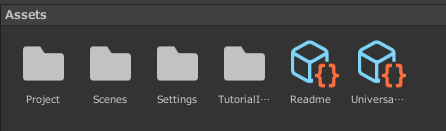 Assets
Project
Scenes
Settings
TutorialI...
Readme
Universa...